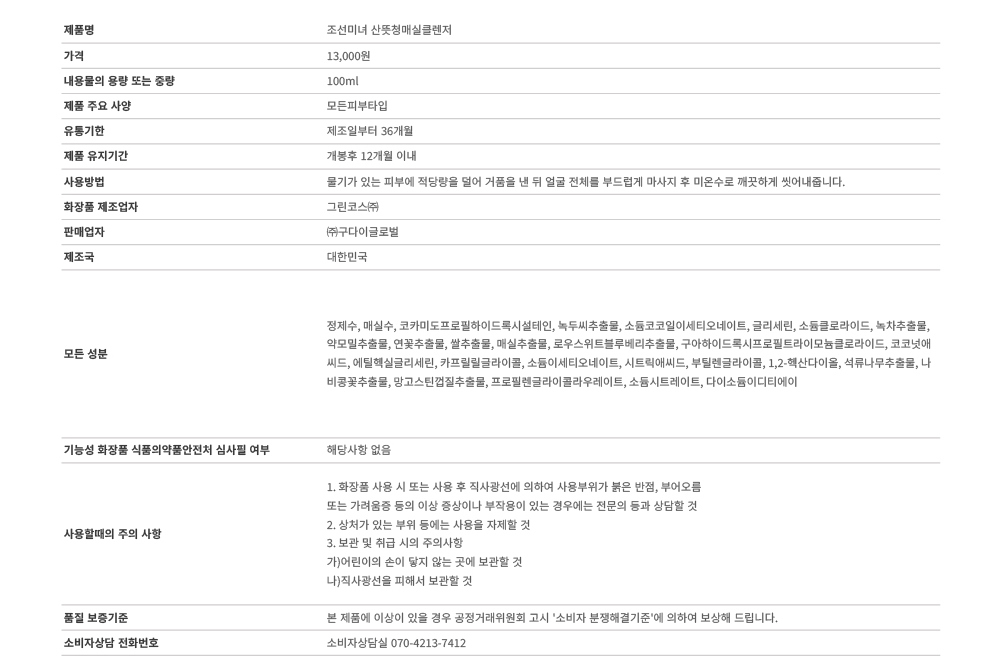 제품명 조선미녀 산뜻청매실클렌저
가격 13,000원
내용물의 용량 또는 중량 100ml
제품 주요 사양 모든피부타입
유통기한 제조일부터 36개월
제품 유지기간 개봉후 12개월 이내
사용방법 물기가 있는 피부에 적당량을 덜어 거품을 낸 뒤 얼굴 전체를 부드럽게 마사지 후 미온수로 깨끗하게 씻어내줍니다.
화장품 제조업자 그린코스㈜
판매업자 ㈜구다이글로벌
제조국 대한민국
모든 성분
정제수, 매실수, 코카미도프로필하이드록시설테인, 녹두씨추출물, 소듐코코일이세티오네이트, 글리세린, 소듐클로라이드, 녹차추출물,
약모밀추출물, 연꽃추출물, 쌀추출물, 매실추출물, 로우스위트블루베리추출물, 구아하이드록시프로필트라이모늄클로라이드, 코코넛애
씨드, 에틸헥실글리세린, 카프릴릴글라이콜, 소듐이세티오네이트, 시트릭애씨드, 부틸렌글라이콜, 1,2-헥산다이올, 석류나무추출물, 나
비콩꽃추출물, 망고스틴껍질추출물, 프로필렌글라이콜라우레이트, 소듐시트레이트, 다이소듐이디티에이
기능성 화장품 식품의약품안전처 심사필 여부 해당사항 없음
사용할때의 주의 사항
1. 화장품 사용 시 또는 사용 후 직사광선에 의하여 사용부위가 붉은 반점, 부어오름
또는 가려움증 등의 이상 증상이나 부작용이 있는 경우에는 전문의 등과 상담할 것
2. 상처가 있는 부위 등에는 사용을 자제할 것
3. 보관 및 취급 시의 주의사항
가)어린이의 손이 닿지 않는 곳에 보관할 것
나)직사광선을 피해서 보관할 것
품질 보증기준 본 제품에 이상이 있을 경우 공정거래위원회 고시 '소비자 분쟁해결기준'에 의하여 보상해 드립니다.
소비자상담 전화번호 소비자상담실 070-4213-7412